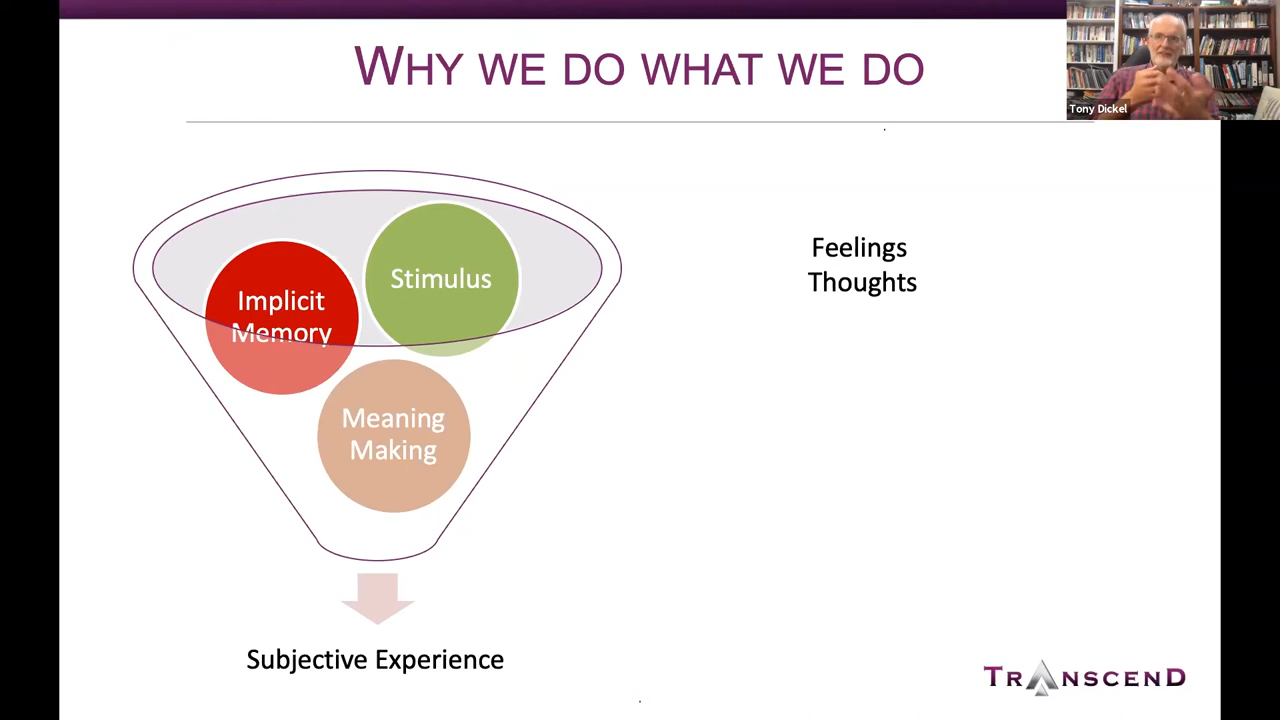 WHY WE DO WHAT WE DO
Tony Dickel
Stimulus
Implicit
Memory
Meaning
Making
Feelings
Thoughts
Subjective Experience
TRANSCEND